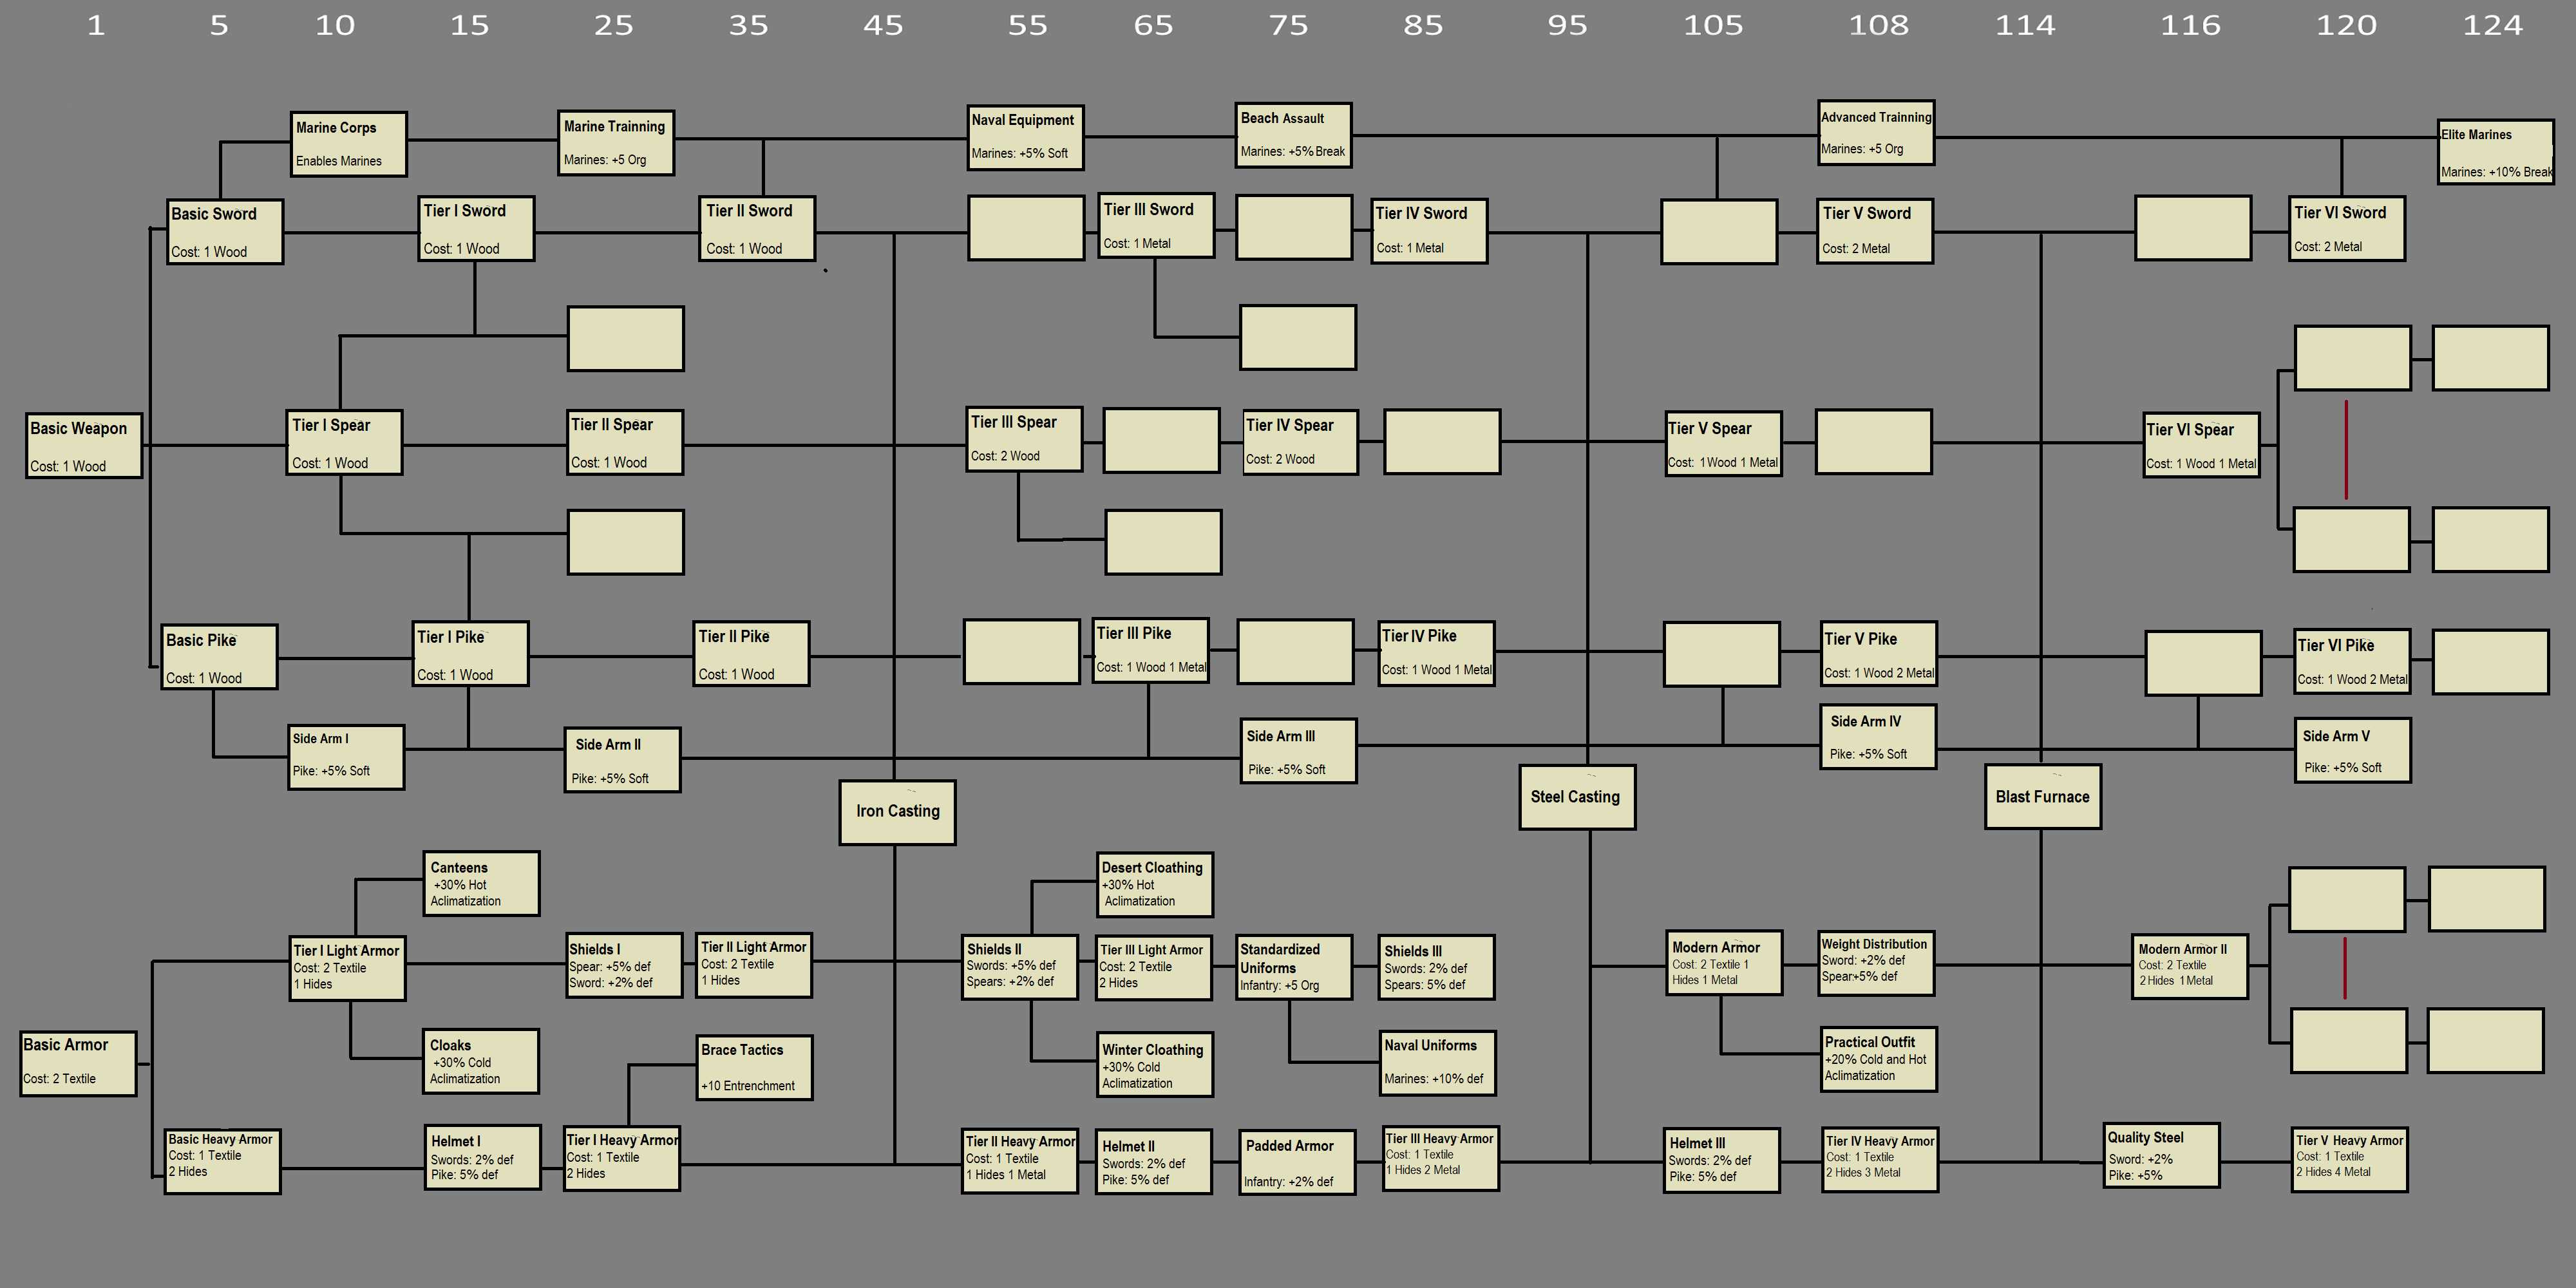 1 5 10 15 25 35 45 55 65 75 85 95 105 108 114 116 120 124
Marine Corps
Enables Marines
Marine Trainning
Marines: +5 Org
Naval Equipment
Marines: +5% Soft
Beach Assault
Marines: +5% Break
Advanced Trainning
Marines: +5 Org
Elite Marines
Marines: +10% Break
Basic Sword
Cost: 1 Wood
Tier I Sword
Cost: 1 Wood
Tier II Sword
Cost: 1 Wood
Tier III Sword
Cost: 1 Metal
Tier IV Sword
Cost: 1 Metal
Tier V Sword
Cost: 2 Metal
Tier VI Sword
Cost: 2 Metal
Basic Weapon
Cost: 1 Wood
Tier I Spear
Cost: 1 Wood
Tier II Spear
Cost: 1 Wood
Tier III Spear
Cost: 2 Wood
Tier IV Spear
Cost: 2 Wood
Tier V Spear
Cost: 1 Wood 1 Metal
Tier VI Spear
Cost: 1 Wood 1 Metal
Basic Pike
Cost: 1 Wood
Tier I Pike
Cost: 1 Wood
Tier II Pike
Cost: 1 Wood
Tier III Pike
Cost: 1 Wood 1 Metal
Tier IV Pike
Cost: 1 Wood 1 Metal
Tier V Pike
Cost: 1 Wood 2 Metal
Tier VI Pike
Cost: 1 Wood 2 Metal
Side Arm I
Pike: +5% Soft
Side Arm II
Pike: +5% Soft
Side Arm III
Pike: +5% Soft
Side Arm IV
Pike: +5% Soft
Side Arm V
Pike: +5% Soft
Iron Casting
Steel Casting
Blast Furnace
Canteens
+30% Hot
Aclimatization
Desert Cloathing
+30% Hot
Aclimatization
Tier I Light Armor
Cost: 2 Textile
1 Hides
Shields I
Spear: +5% def
Sword: +2% def
Tier II Light Armor
Cost: 2 Textile
1 Hides
Shields II
Swords: +5% def
Spears: +2% def
Tier III Light Armor
Cost: 2 Textile
2 Hides
Standardized
Uniforms
Infantry: +5 Org
Shields III
Swords: 2% def
Spears: 5% def
Modern Armor
Cost: 2 Textile 1
Hides 1 Metal
Weight Distribution
Sword: +2% def
Spear:+5% def
Modern Armor II
Cost: 2 Textile
2 Hides 1 Metal
Basic Armor
Cost: 2 Textile
Cloaks
+30% Cold
Aclimatization
Brace Tactics
+10 Entrenchment
Winter Cloathing
+30% Cold
Aclimatization
Naval Uniforms
Marines: +10% def
Practical Outfit
+20% Cold and Hot
Aclimatization
Basic Heavy Armor
Cost: 1 Textile
2 Hides
Helmet I
Swords: 2% def
Pike: 5% def
Tier I Heavy Armor
Cost: 1 Textile
2 Hides
Tier II Heavy Armor
Cost: 1 Textile
1 Hides 1 Metal
Helmet II
Swords: 2% def
Pike: 5% def
Padded Armor
Infantry: +2% def
Tier III Heavy Armor
Cost: 1 Textile
1 Hides 2 Metal
Helmet III
Swords: 2% def
Pike: 5% def
Tier IV Heavy Armor
Cost: 1 Textile
2 Hides 3 Metal
Quality Steel
Sword: +2%
Pike: +5%
Tier V Heavy Armor
Cost: 1 Textile
2 Hides 4 Metal